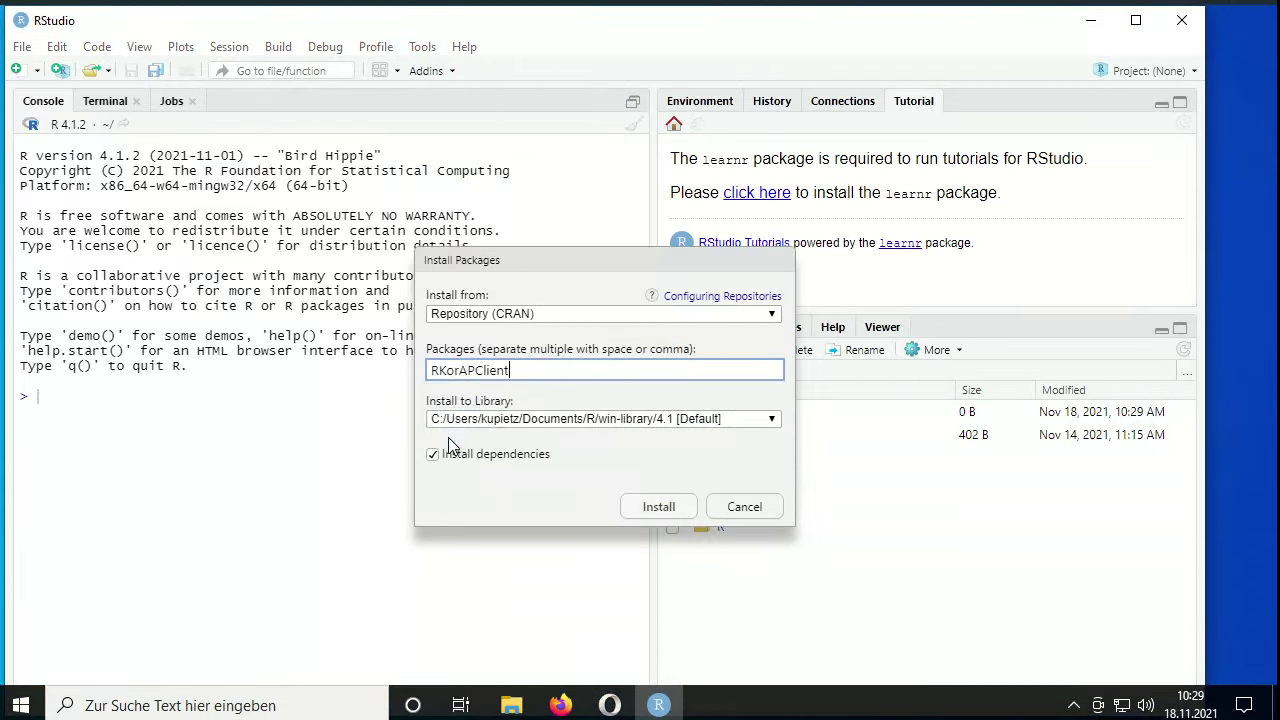 RStudio
File Edit Code View Plots Session Build Debug Profile Tools Help
Go to file/function Addins Project: (None)
Console Terminal Jobs
R 4.1.2 · ~/
R version 4.1.2 (2021-11-01) -- "Bird Hippie"
Copyright (C) 2021 The R Foundation for Statistical Computing
Platform: x86_64-w64-mingw32/x64 (64-bit)
R is free software and comes with ABSOLUTELY NO WARRANTY.
You are welcome to redistribute it under certain conditions.
Type 'license()' or 'licence()' for distribution details.
R is a collaborative project with many contributo
Type 'contributors()' for more information and
'citation()' on how to cite R or R packages in pu
Type 'demo()' for some demos, 'help()' for on-lin
'help.start()' for an HTML browser interface to h
Type 'q()' to quit R.
>
Environment History Connections Tutorial
The learnr package is required to run tutorials for RStudio.
Please click here to install the learnr package.
R RStudio Tutorials powered by the learnr package.
Install Packages
Install from:
? Configuring Repositories
Repository (CRAN)
Packages (separate multiple with space or comma):
RKorAPClient
Install to Library:
C:/Users/kupietz/Documents/R/win-library/4.1 [Default]
Install dependencies
Install Cancel
s Help Viewer
lete Rename More
...
Size Modified
0 B Nov 18, 2021, 10:29 AM
402 B Nov 14, 2021, 11:15 AM
R
Zur Suche Text hier eingeben
10:29
18.11.2021